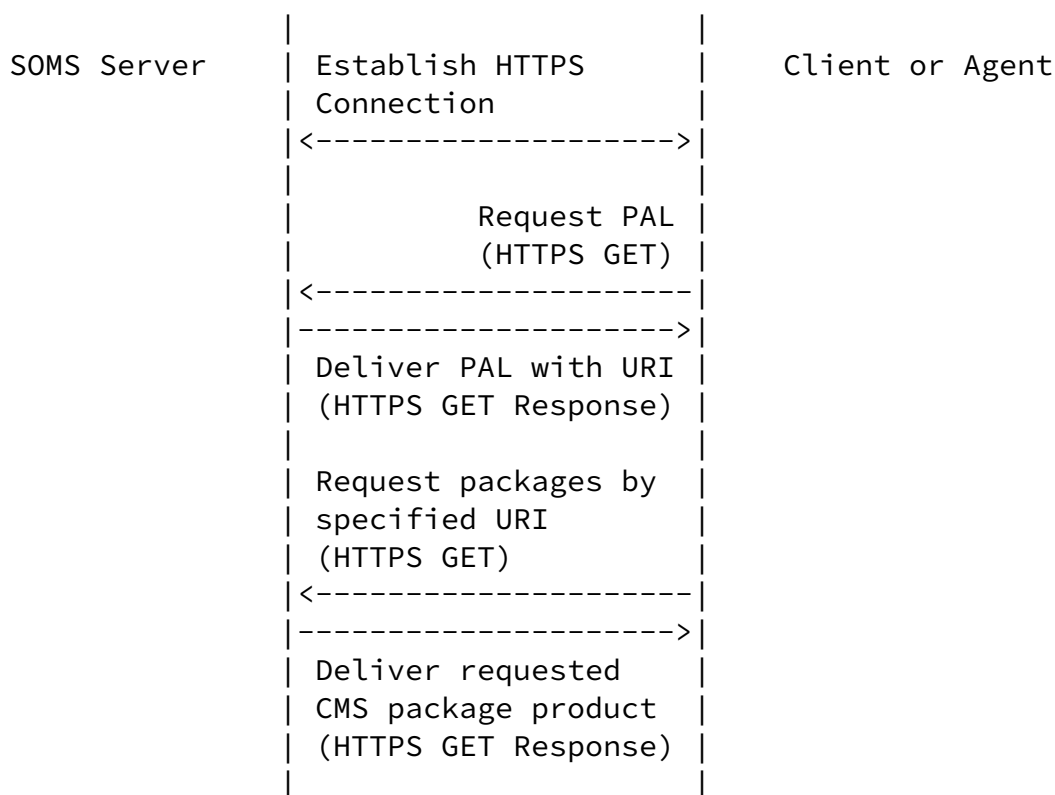 SOMS Server Establish HTTPS Client or Agent
Connection
Request PAL
(HTTPS GET)
Deliver PAL with URI
(HTTPS GET Response)
Request packages by
specified URI
(HTTPS GET)
Deliver requested
CMS package product
(HTTPS GET Response)